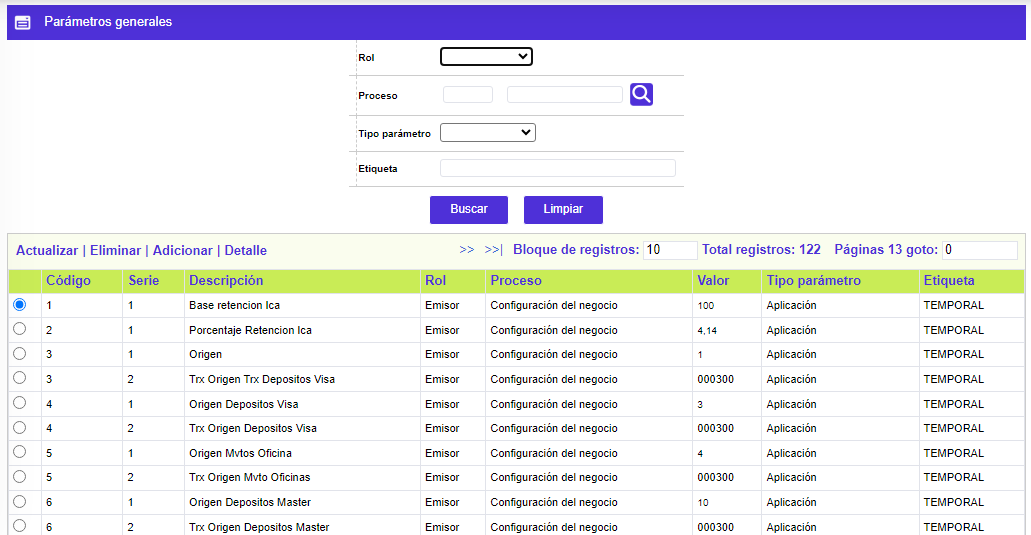 Parámetros generales
Rol
Proceso
Tipo parámetro
Etiqueta
Buscar Limpiar
Actualizar | Eliminar | Adicionar | Detalle >> >>| Bloque de registros: 10 Total registros: 122 Páginas 13 goto: 0
Código Serie Descripción Rol Proceso Valor Tipo parámetro Etiqueta
1 1 Base retencion Ica Emisor Configuración del negocio 100 Aplicación TEMPORAL
2 1 Porcentaje Retencion Ica Emisor Configuración del negocio 4,14 Aplicación TEMPORAL
3 1 Origen Emisor Configuración del negocio 1 Aplicación TEMPORAL
3 2 Trx Origen Trx Depositos Visa Emisor Configuración del negocio 000300 Aplicación TEMPORAL
4 1 Origen Depositos Visa Emisor Configuración del negocio 3 Aplicación TEMPORAL
4 2 Trx Origen Depositos Visa Emisor Configuración del negocio 000300 Aplicación TEMPORAL
5 1 Origen Mvtos Oficina Emisor Configuración del negocio 4 Aplicación TEMPORAL
5 2 Trx Origen Mvto Oficinas Emisor Configuración del negocio 000300 Aplicación TEMPORAL
6 1 Origen Depositos Master Emisor Configuración del negocio 10 Aplicación TEMPORAL
6 2 Trx Origen Depositos Master Emisor Configuración del negocio 000300 Aplicación TEMPORAL